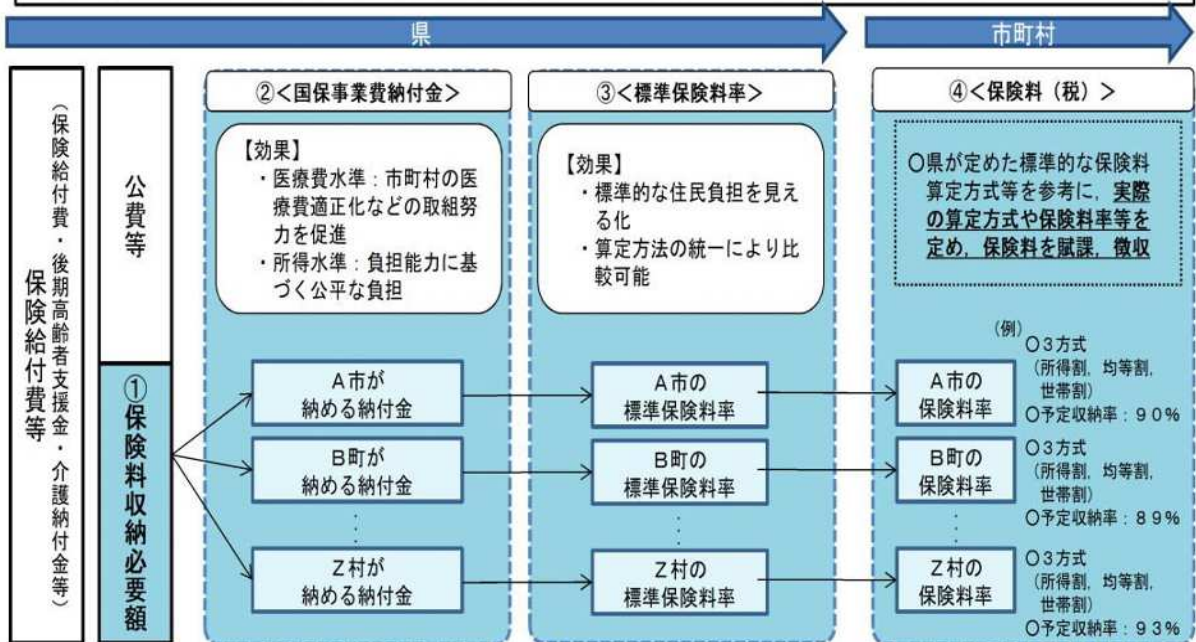 県
市町村
保険給付費等
（保険給付費・後期高齢者支援金・介護納付金等）
公費等
①保険料収納必要額
②＜国保事業費納付金＞
【効果】
・医療費水準：市町村の医
療費適正化などの取組努
力を促進
・所得水準：負担能力に基
づく公平な負担
A市が
納める納付金
B町が
納める納付金
⋮
Z村が
納める納付金
③＜標準保険料率＞
【効果】
・標準的な住民負担を見え
る化
・算定方法の統一により比
較可能
A市の
標準保険料率
B町の
標準保険料率
⋮
Z村の
標準保険料率
④＜保険料（税）＞
○県が定めた標準的な保険料
算定方式等を参考に，実際
の算定方式や保険料率等を
定め，保険料を賦課，徴収
（例）
A市の
保険料率
○３方式
（所得割，均等割，
世帯割）
○予定収納率：９０％
B町の
保険料率
○３方式
（所得割，均等割，
世帯割）
○予定収納率：８９％
⋮
Z村の
保険料率
○３方式
（所得割，均等割，
世帯割）
○予定収納率：９３％